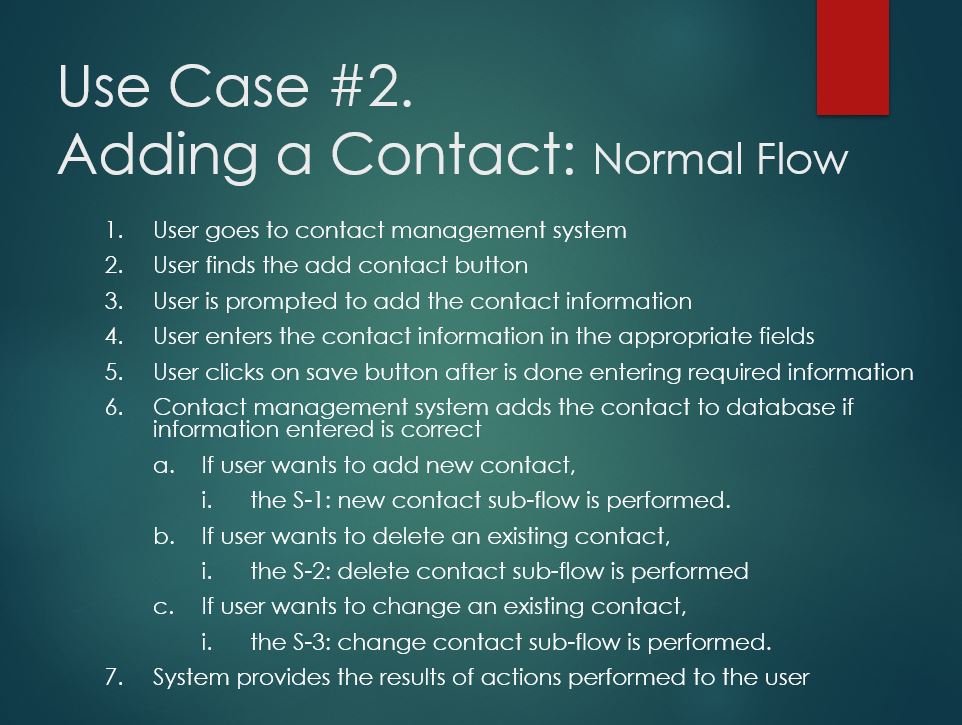 Use Case #2.
Adding a Contact: Normal Flow
1. User goes to contact management system
2. User finds the add contact button
3. User is prompted to add the contact information
4. User enters the contact information in the appropriate fields
5. User clicks on save button after is done entering required information
6. Contact management system adds the contact to database if
information entered is correct
a. If user wants to add new contact,
i. the S-1: new contact sub-flow is performed.
b. If user wants to delete an existing contact,
i. the S-2: delete contact sub-flow is performed
c. If user wants to change an existing contact,
i. the S-3: change contact sub-flow is performed.
7. System provides the results of actions performed to the user